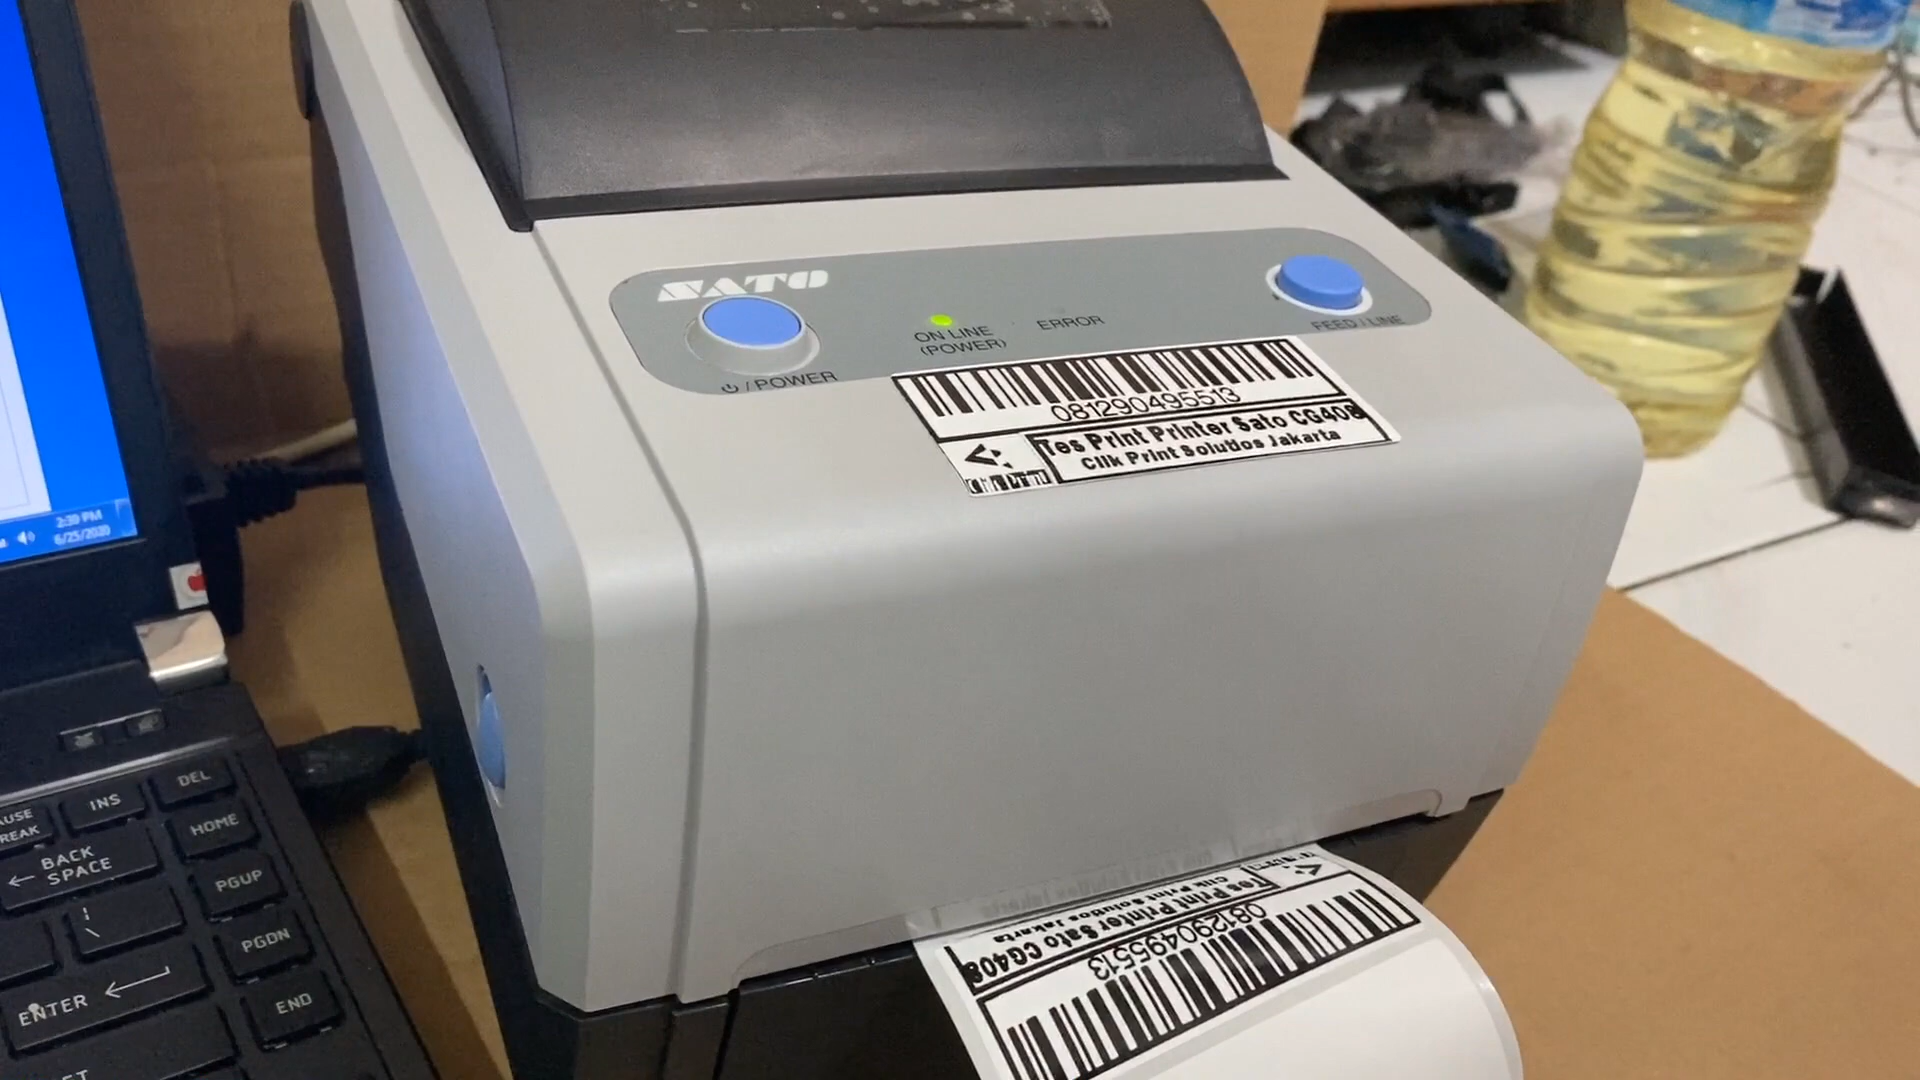 SATO
ON LINE
(POWER)
ERROR
FEED / LINE
/ POWER
081290495513
Tes Print Printer Sato CG408
Clik Print Solutios Jakarta
2:39 PM
6/25/2020
DEL
INS
HOME
BACK
SPACE
PGUP
PGDN
ENTER
END
Tes Print Printer Sato CG408
Clik Print Solutios Jakarta
081290495513